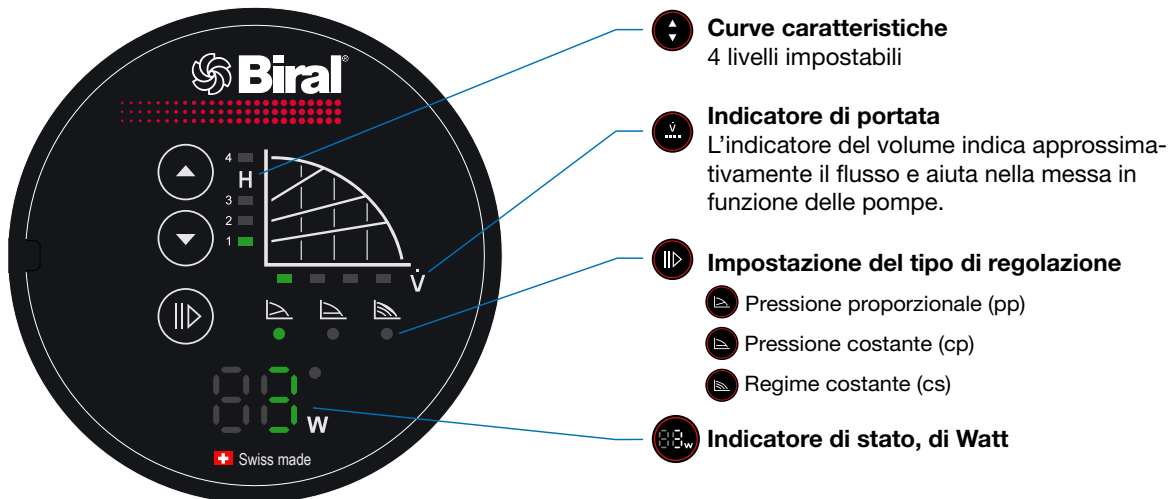 Biral®
4
H
3
2
1
V̇
3
W
Swiss made
Curve caratteristiche
4 livelli impostabili
V̇
Indicatore di portata
L’indicatore del volume indica approssima-
tivamente il flusso e aiuta nella messa in
funzione delle pompe.
Impostazione del tipo di regolazione
Pressione proporzionale (pp)
Pressione costante (cp)
Regime costante (cs)
3w
Indicatore di stato, di Watt